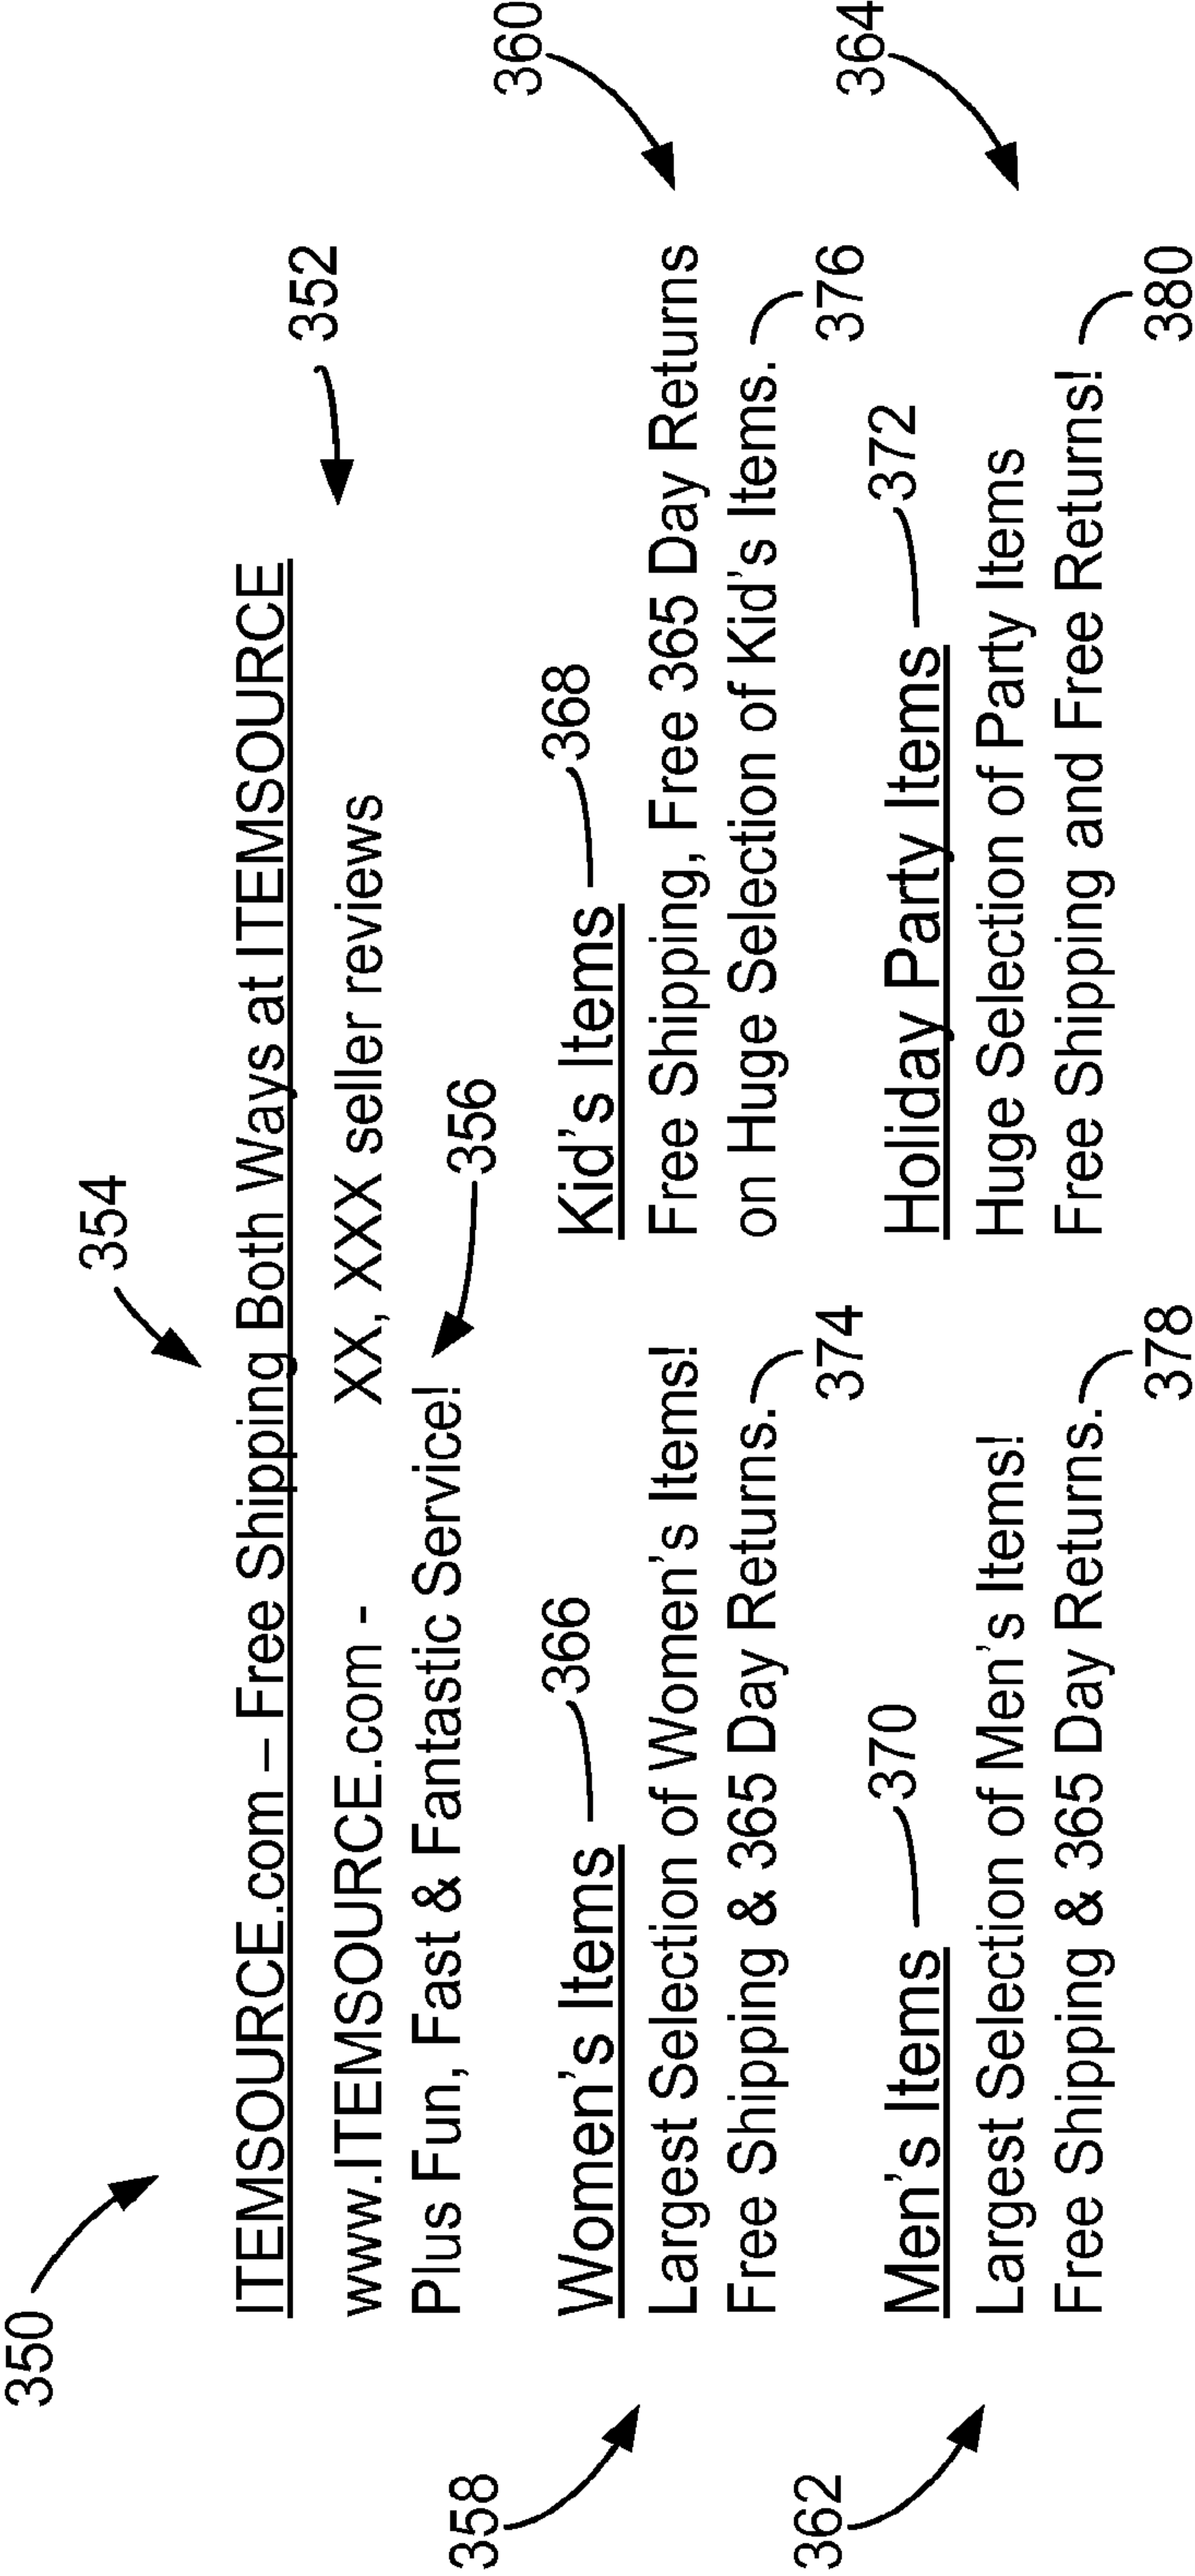 350
354
ITEMSOURCE.com – Free Shipping Both Ways at ITEMSOURCE
352
www.ITEMSOURCE.com - XX, XXX seller reviews
Plus Fun, Fast & Fantastic Service!
356
358
Women's Items 366
Largest Selection of Women's Items!
Free Shipping & 365 Day Returns.
374
360
Kid's Items 368
Free Shipping, Free 365 Day Returns
on Huge Selection of Kid's Items.
376
362
Men's Items 370
Largest Selection of Men's Items!
Free Shipping & 365 Day Returns.
378
364
Holiday Party Items 372
Huge Selection of Party Items
Free Shipping and Free Returns!
380